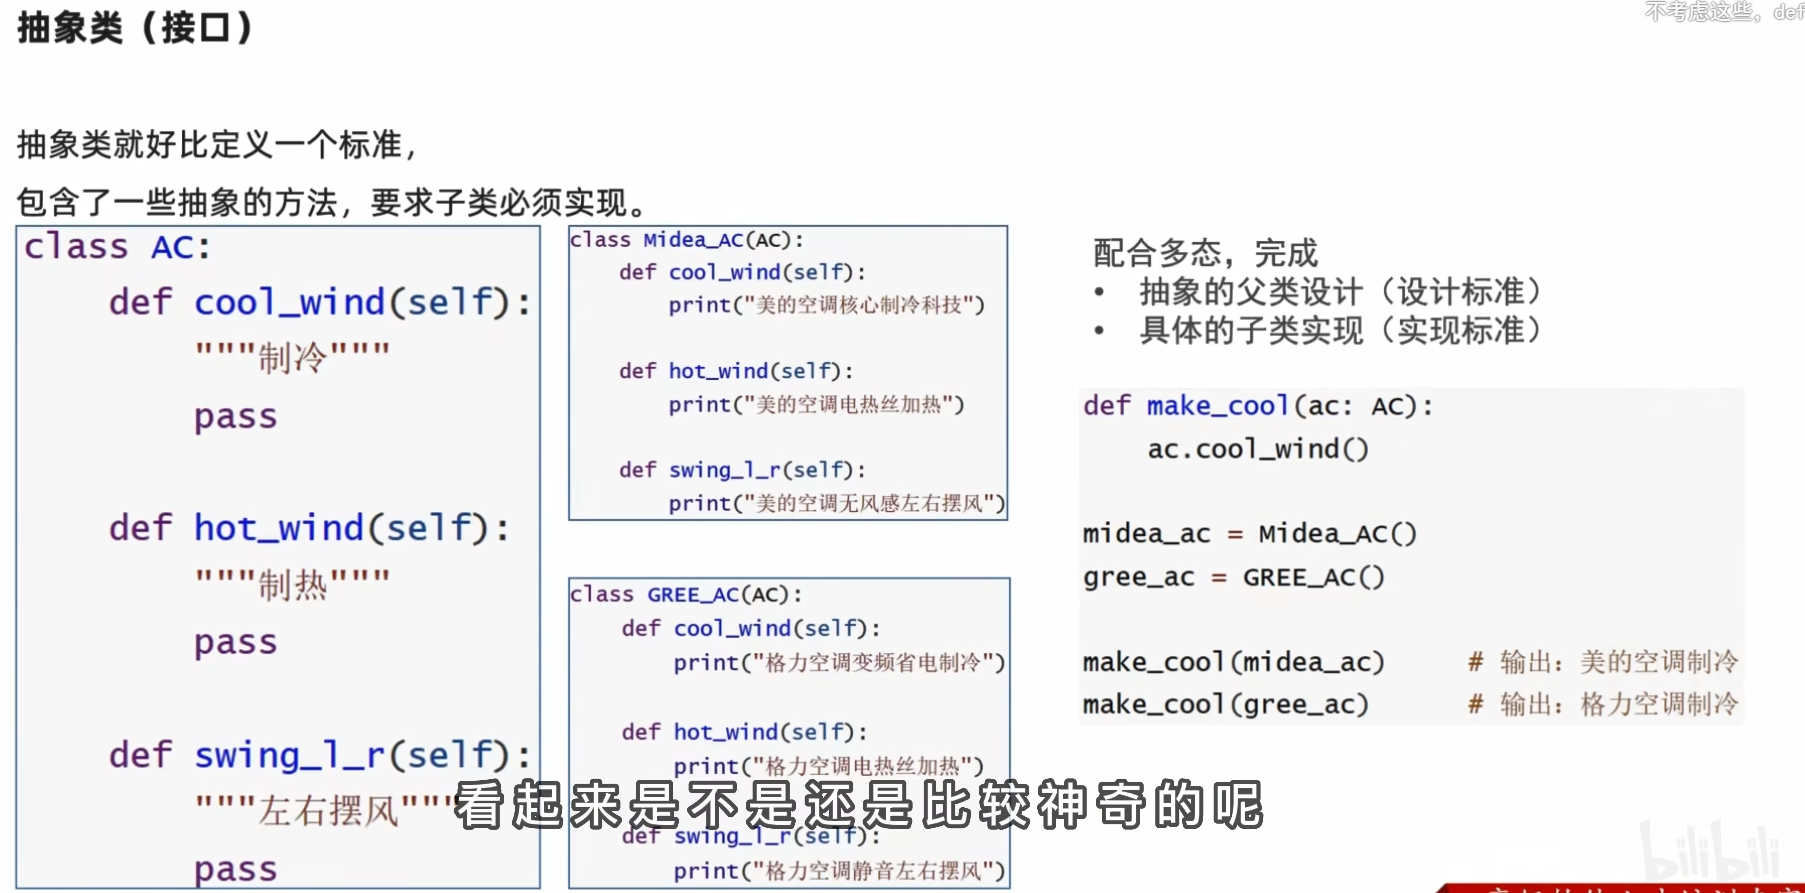 抽象类（接口）
不考虑这些，def
抽象类就好比定义一个标准，
包含了一些抽象的方法，要求子类必须实现。
class AC:
    def cool_wind(self):
        """制冷"""
        pass
    def hot_wind(self):
        """制热"""
        pass
    def swing_l_r(self):
        """左右摆风"""
        pass
class Midea_AC(AC):
    def cool_wind(self):
        print("美的空调核心制冷科技")
    def hot_wind(self):
        print("美的空调电热丝加热")
    def swing_l_r(self):
        print("美的空调无风感左右摆风")
class GREE_AC(AC):
    def cool_wind(self):
        print("格力空调变频省电制冷")
    def hot_wind(self):
        print("格力空调电热丝加热")
    def swing_l_r(self):
        print("格力空调静音左右摆风")
配合多态，完成
• 抽象的父类设计（设计标准）
• 具体的子类实现（实现标准）
def make_cool(ac: AC):
    ac.cool_wind()
midea_ac = Midea_AC()
gree_ac = GREE_AC()
make_cool(midea_ac) # 输出：美的空调制冷
make_cool(gree_ac) # 输出：格力空调制冷
看起来是不是还是比较神奇的呢
bilibili